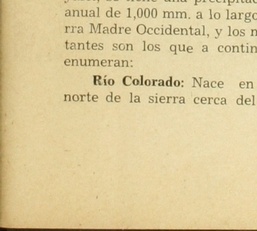 anual de 1,000 mm. a lo largo
rra Madre Occidental, y los
tantes son los que a contin
enumeran:
Río Colorado: Nace en
norte de la sierra cerca del